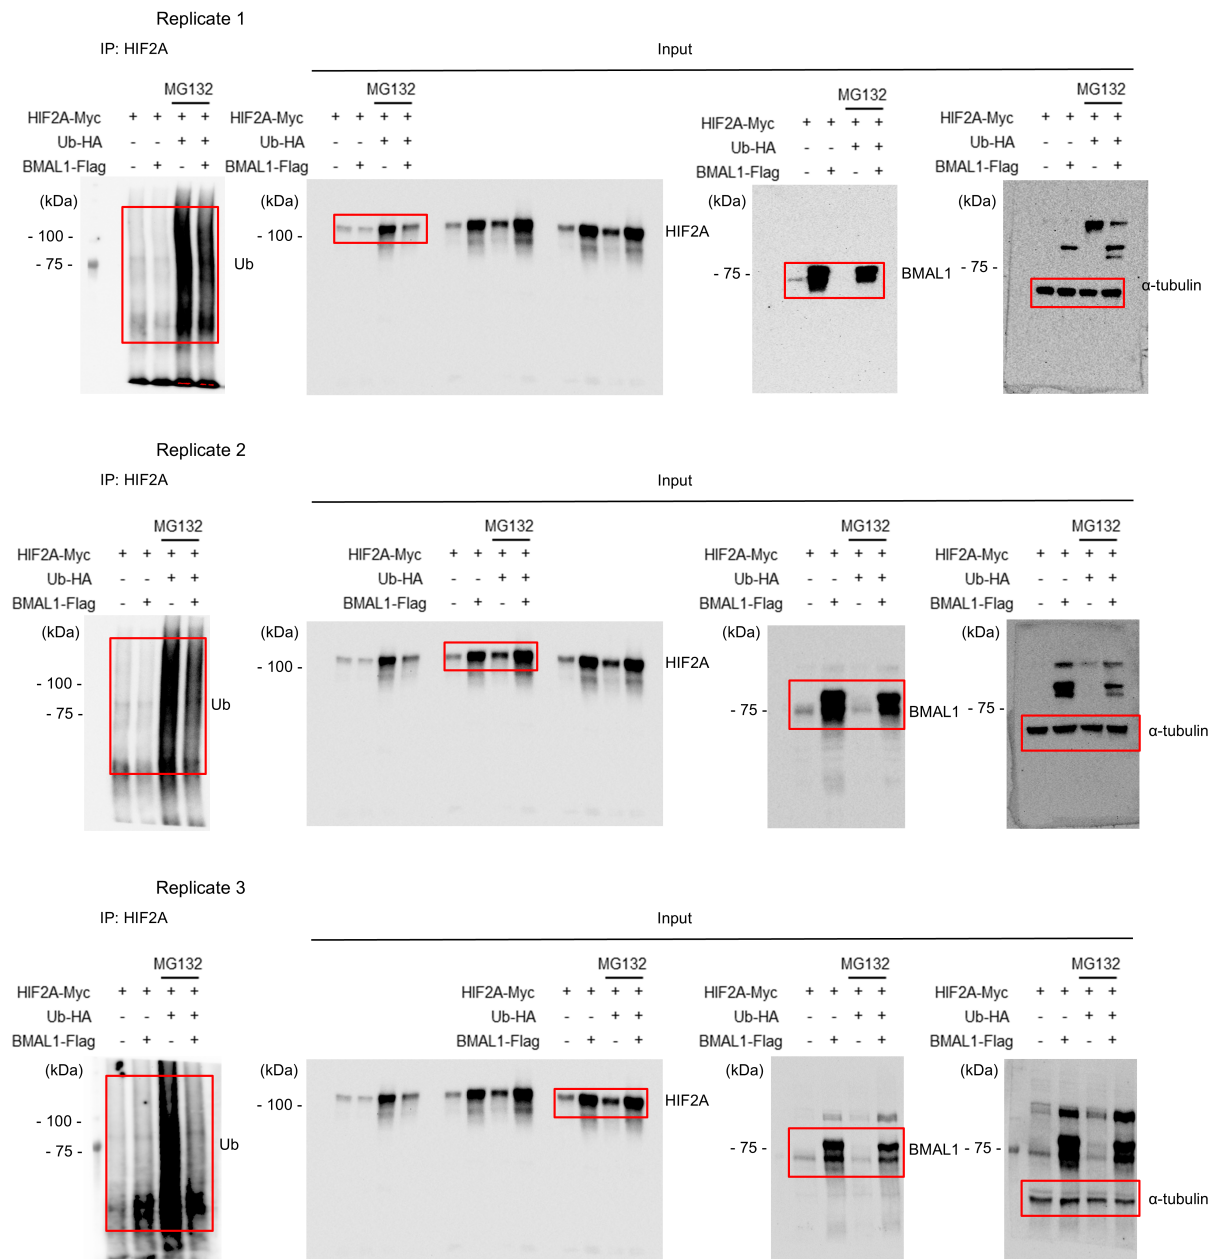 Replicate 1
IP: HIF2A
Input
MG132
MG132
MG132
MG132
HIF2A-Myc + + + +
HIF2A-Myc + + + +
HIF2A-Myc + + + +
HIF2A-Myc + + + +
Ub-HA - - + +
Ub-HA - - + +
Ub-HA - - + +
Ub-HA - - + +
BMAL1-Flag - + - +
BMAL1-Flag - + - +
BMAL1-Flag - + - +
BMAL1-Flag - + - +
(kDa)
(kDa)
(kDa)
(kDa)
- 100 -
- 100 -
HIF2A
- 75 -
Ub
- 75 -
BMAL1
- 75 -
α-tubulin
Replicate 2
IP: HIF2A
Input
MG132
MG132
MG132
MG132
HIF2A-Myc + + + +
HIF2A-Myc + + + +
HIF2A-Myc + + + +
HIF2A-Myc + + + +
Ub-HA - - + +
Ub-HA - - + +
Ub-HA - - + +
Ub-HA - - + +
BMAL1-Flag - + - +
BMAL1-Flag - + - +
BMAL1-Flag - + - +
BMAL1-Flag - + - +
(kDa)
(kDa)
(kDa)
(kDa)
- 100 -
- 100 -
HIF2A
- 75 -
Ub
- 75 -
BMAL1
- 75 -
α-tubulin
Replicate 3
IP: HIF2A
Input
MG132
MG132
MG132
MG132
HIF2A-Myc + + + +
HIF2A-Myc + + + +
HIF2A-Myc + + + +
HIF2A-Myc + + + +
Ub-HA - - + +
Ub-HA - - + +
Ub-HA - - + +
Ub-HA - - + +
BMAL1-Flag - + - +
BMAL1-Flag - + - +
BMAL1-Flag - + - +
BMAL1-Flag - + - +
(kDa)
(kDa)
(kDa)
(kDa)
- 100 -
- 100 -
HIF2A
- 75 -
Ub
- 75 -
BMAL1
- 75 -
α-tubulin